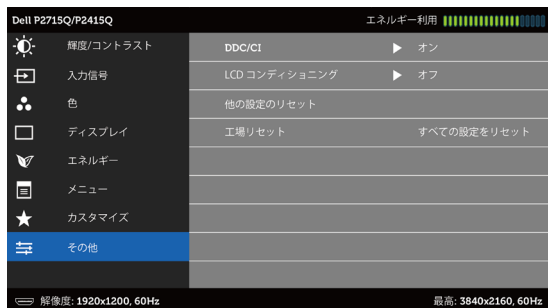 Dell P2715Q/P2415Q エネルギー利用
輝度/コントラスト DDC/CI オン
入力信号 LCD コンディショニング オフ
色 他の設定のリセット
ディスプレイ 工場リセット すべての設定をリセット
エネルギー
メニュー
カスタマイズ
その他
解像度: 1920x1200, 60Hz 最高: 3840x2160, 60Hz